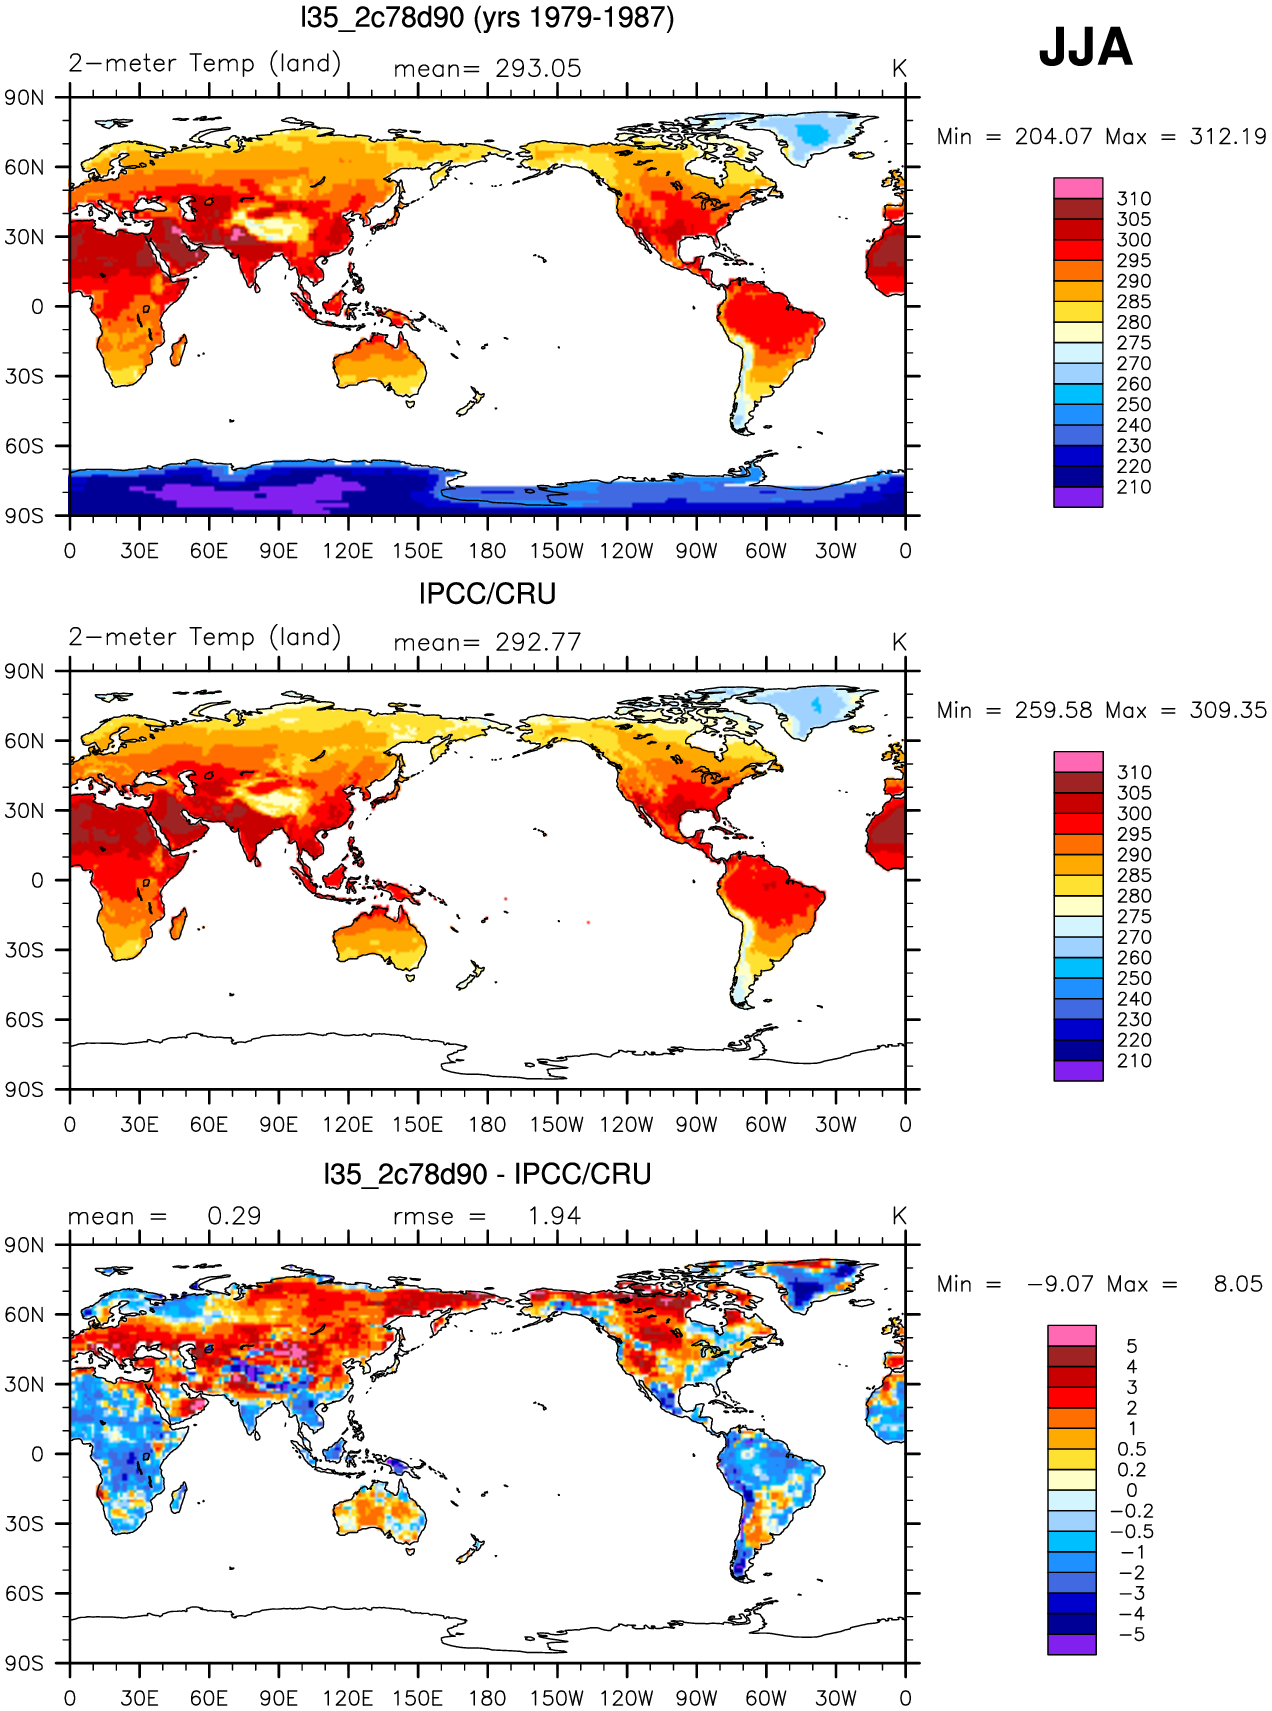 l35_2c78d90 (yrs 1979-1987)
JJA
2-meter Temp (land) mean= 293.05 K
Min = 204.07 Max = 312.19
90N
60N
30N
0
30S
60S
90S
0 30E 60E 90E 120E 150E 180 150W 120W 90W 60W 30W 0
310
305
300
295
290
285
280
275
270
260
250
240
230
220
210
IPCC/CRU
2-meter Temp (land) mean= 292.77 K
Min = 259.58 Max = 309.35
90N
60N
30N
0
30S
60S
90S
0 30E 60E 90E 120E 150E 180 150W 120W 90W 60W 30W 0
310
305
300
295
290
285
280
275
270
260
250
240
230
220
210
l35_2c78d90 - IPCC/CRU
mean = 0.29 rmse = 1.94 K
Min = -9.07 Max = 8.05
90N
60N
30N
0
30S
60S
90S
0 30E 60E 90E 120E 150E 180 150W 120W 90W 60W 30W 0
5
4
3
2
1
0.5
0.2
0
-0.2
-0.5
-1
-2
-3
-4
-5